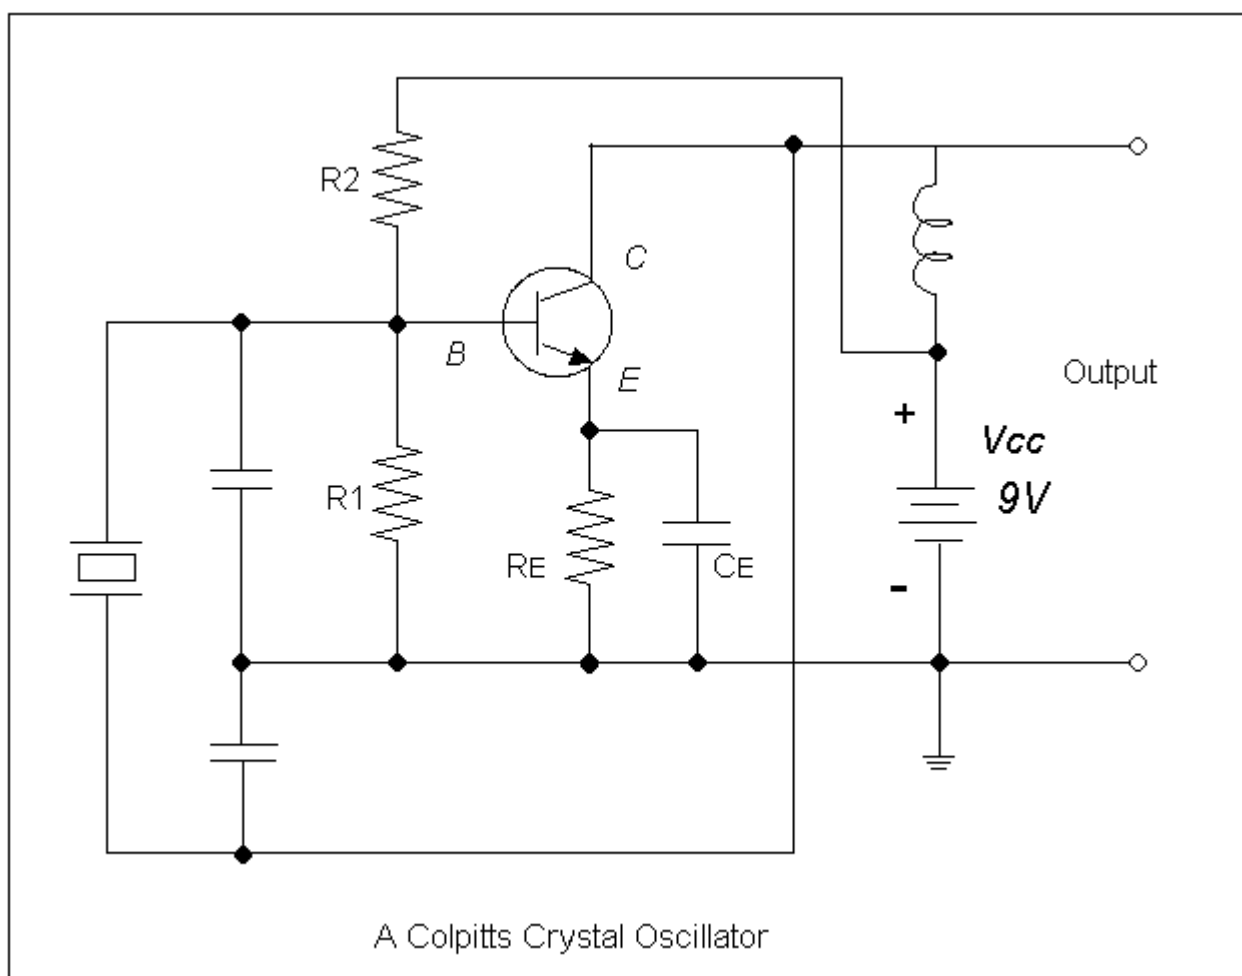 R2
C
B
E
Output
+
Vcc
9V
R1
RE
CE
-
A Colpitts Crystal Oscillator